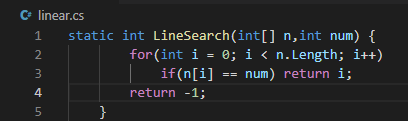 C# linear.cs
1 static int LineSearch(int[] n,int num) {
2 for(int i = 0; i < n.Length; i++)
3 if(n[i] == num) return i;
4 return -1;
5 }